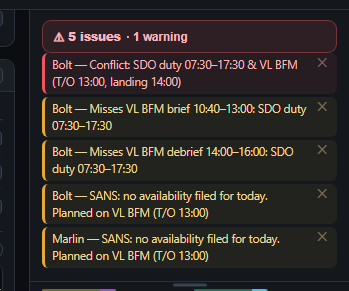 ⚠ 5 issues · 1 warning
Bolt — Conflict: SDO duty 07:30–17:30 & VL BFM
(T/O 13:00, landing 14:00)
Bolt — Misses VL BFM brief 10:40–13:00: SDO duty
07:30–17:30
Bolt — Misses VL BFM debrief 14:00–16:00: SDO
duty 07:30–17:30
Bolt — SANS: no availability filed for today.
Planned on VL BFM (T/O 13:00)
Marlin — SANS: no availability filed for today.
Planned on VL BFM (T/O 13:00)